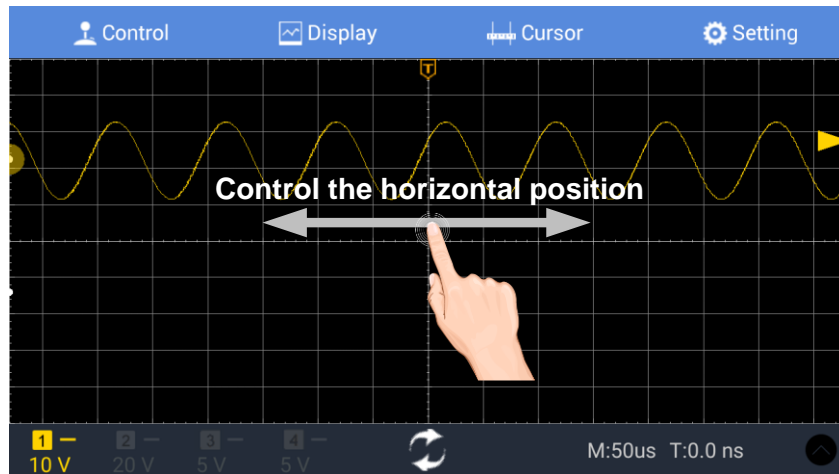 Control Display Cursor Setting
T
Control the horizontal position
1 2 3 4
10 V 20 V 5 V 5 V
M:50us T:0.0 ns